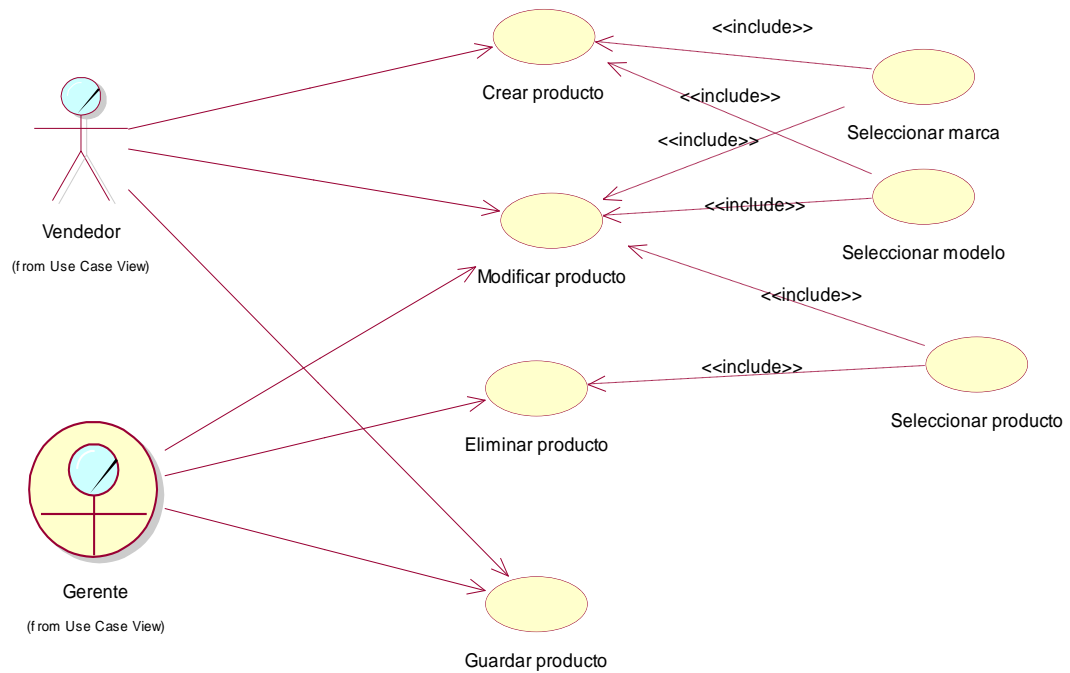 <<include>>
Crear producto
<<include>>
Seleccionar marca
<<include>>
Vendedor
(from Use Case View)
<<include>>
Seleccionar modelo
Modificar producto
<<include>>
<<include>>
Seleccionar producto
Eliminar producto
Gerente
(from Use Case View)
Guardar producto